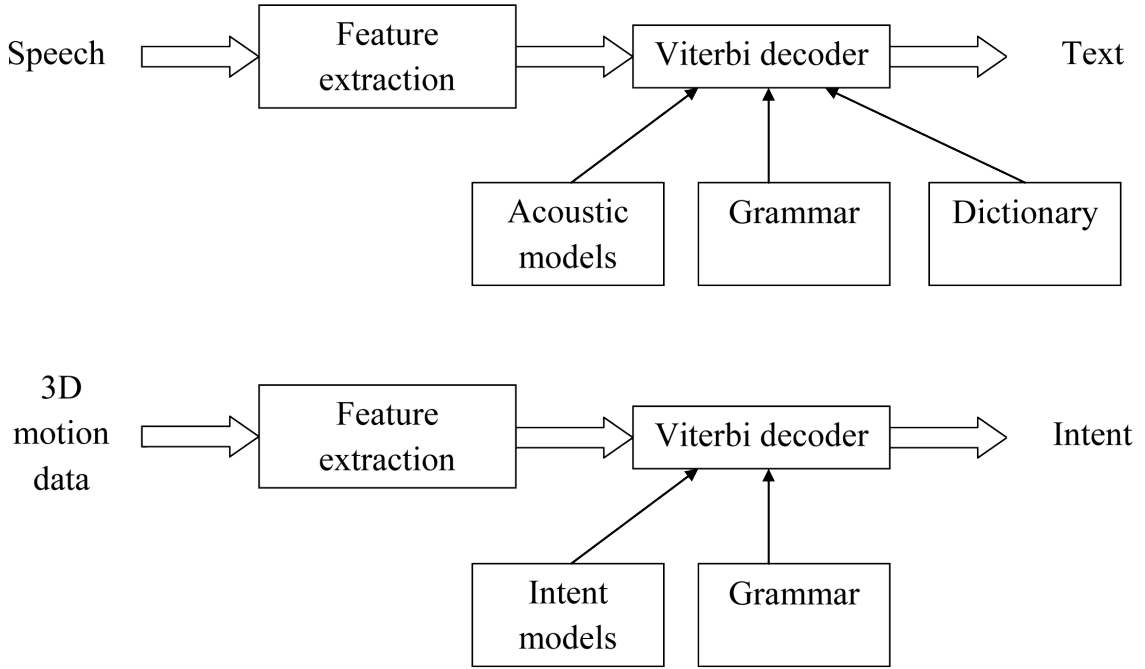 Speech
Feature
extraction
Viterbi decoder
Text
Acoustic
models
Grammar
Dictionary
3D
motion
data
Feature
extraction
Viterbi decoder
Intent
Intent
models
Grammar